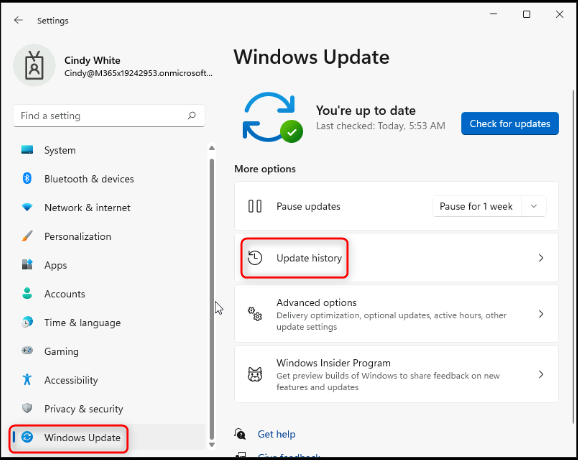 Settings
Cindy White
Cindy@M365x19242953.onmicrosoft...
Find a setting
System
Bluetooth & devices
Network & internet
Personalization
Apps
Accounts
Time & language
Gaming
Accessibility
Privacy & security
Windows Update
Windows Update
You're up to date
Last checked: Today, 5:53 AM
Check for updates
More options
Pause updates
Pause for 1 week
Update history
Advanced options
Delivery optimization, optional updates, active hours, other
update settings
Windows Insider Program
Get preview builds of Windows to share feedback on new
features and updates
Get help
Give feedback